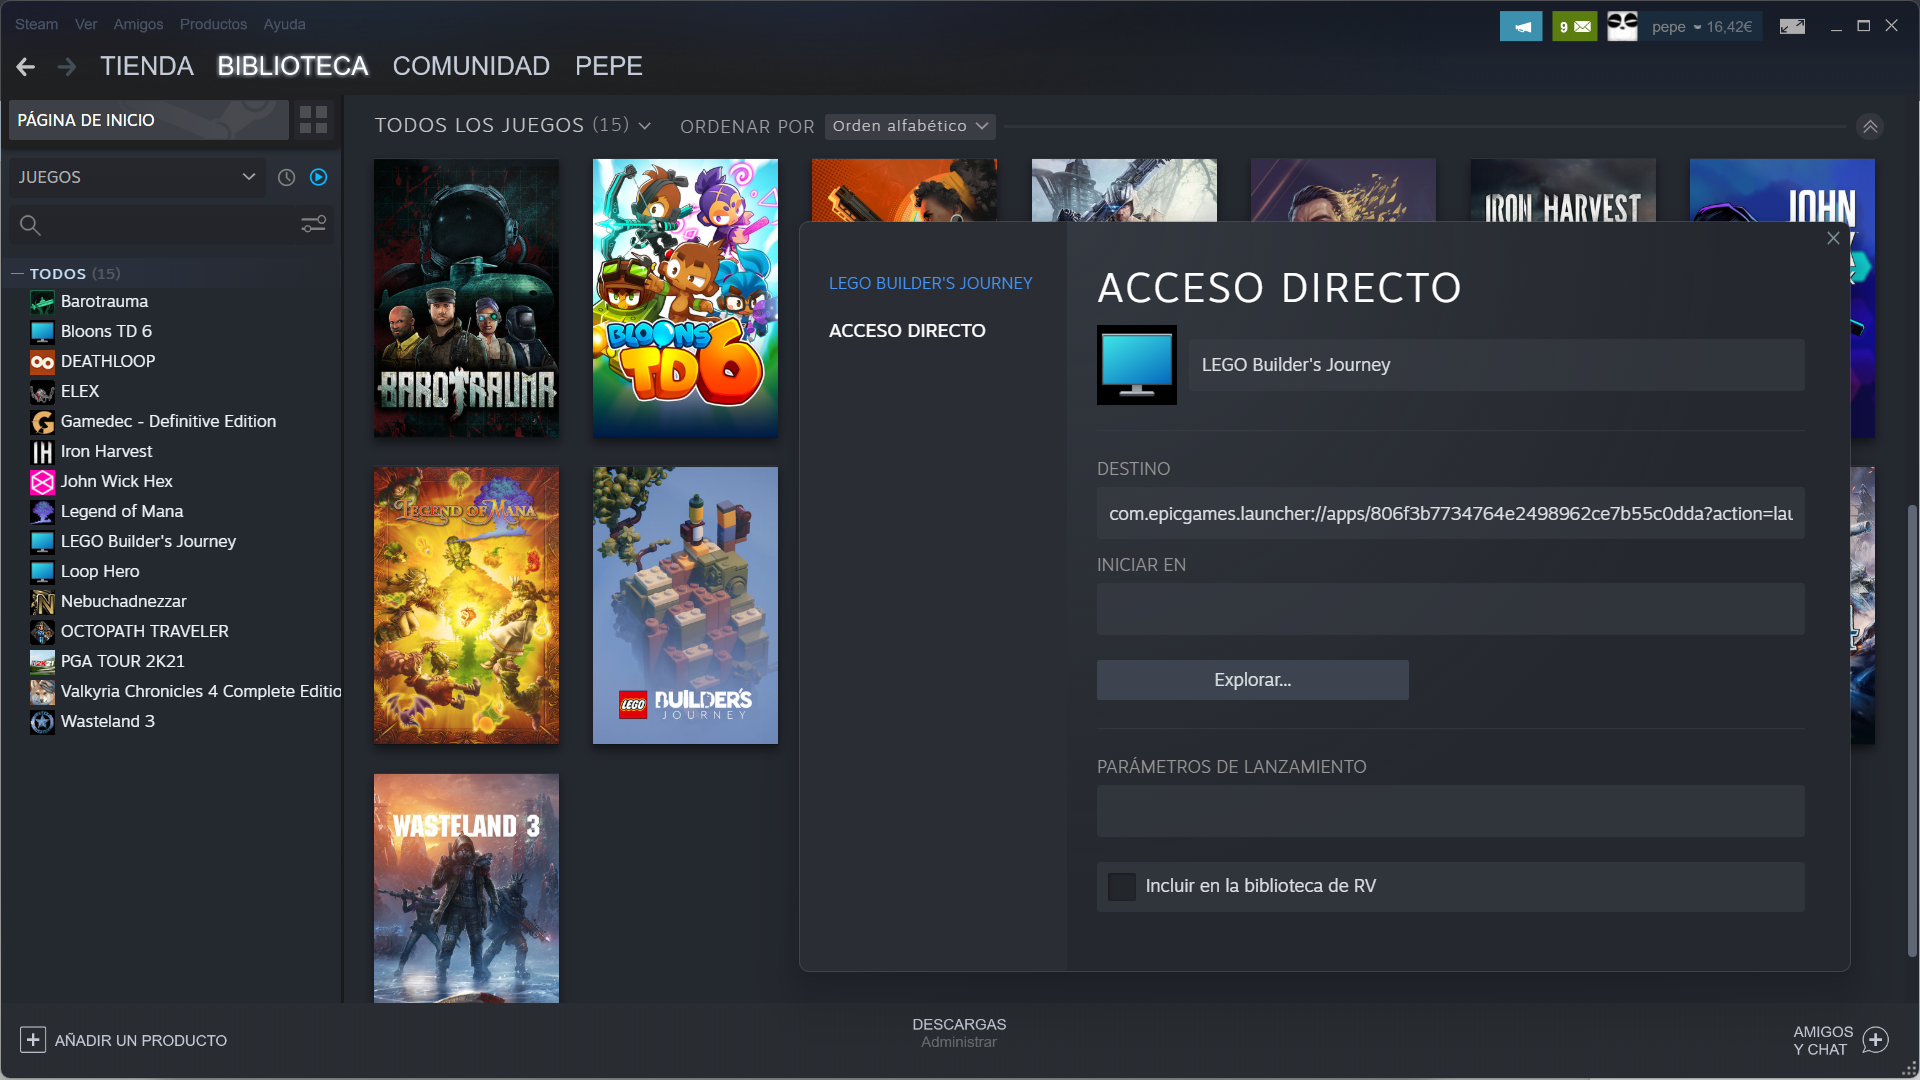 Steam Ver Amigos Productos Ayuda
9 pepe 16,42€
TIENDA BIBLIOTECA COMUNIDAD PEPE
PÁGINA DE INICIO
JUEGOS
TODOS (15)
Barotrauma
Bloons TD 6
DEATHLOOP
ELEX
Gamedec - Definitive Edition
Iron Harvest
John Wick Hex
Legend of Mana
LEGO Builder's Journey
Loop Hero
Nebuchadnezzar
OCTOPATH TRAVELER
PGA TOUR 2K21
Valkyria Chronicles 4 Complete Editio
Wasteland 3
TODOS LOS JUEGOS (15) ORDENAR POR Orden alfabético
BAROTRAUMA
BLOONS
TD 6
IRON HARVEST
JOHN
LEGEND OF MANA
LEGO BUILDER'S
JOURNEY
WASTELAND 3
LEGO BUILDER'S JOURNEY
ACCESO DIRECTO
ACCESO DIRECTO
LEGO Builder's Journey
DESTINO
com.epicgames.launcher://apps/806f3b7734764e2498962ce7b55c0dda?action=lau
INICIAR EN
Explorar...
PARÁMETROS DE LANZAMIENTO
Incluir en la biblioteca de RV
AÑADIR UN PRODUCTO
DESCARGAS
Administrar
AMIGOS
Y CHAT